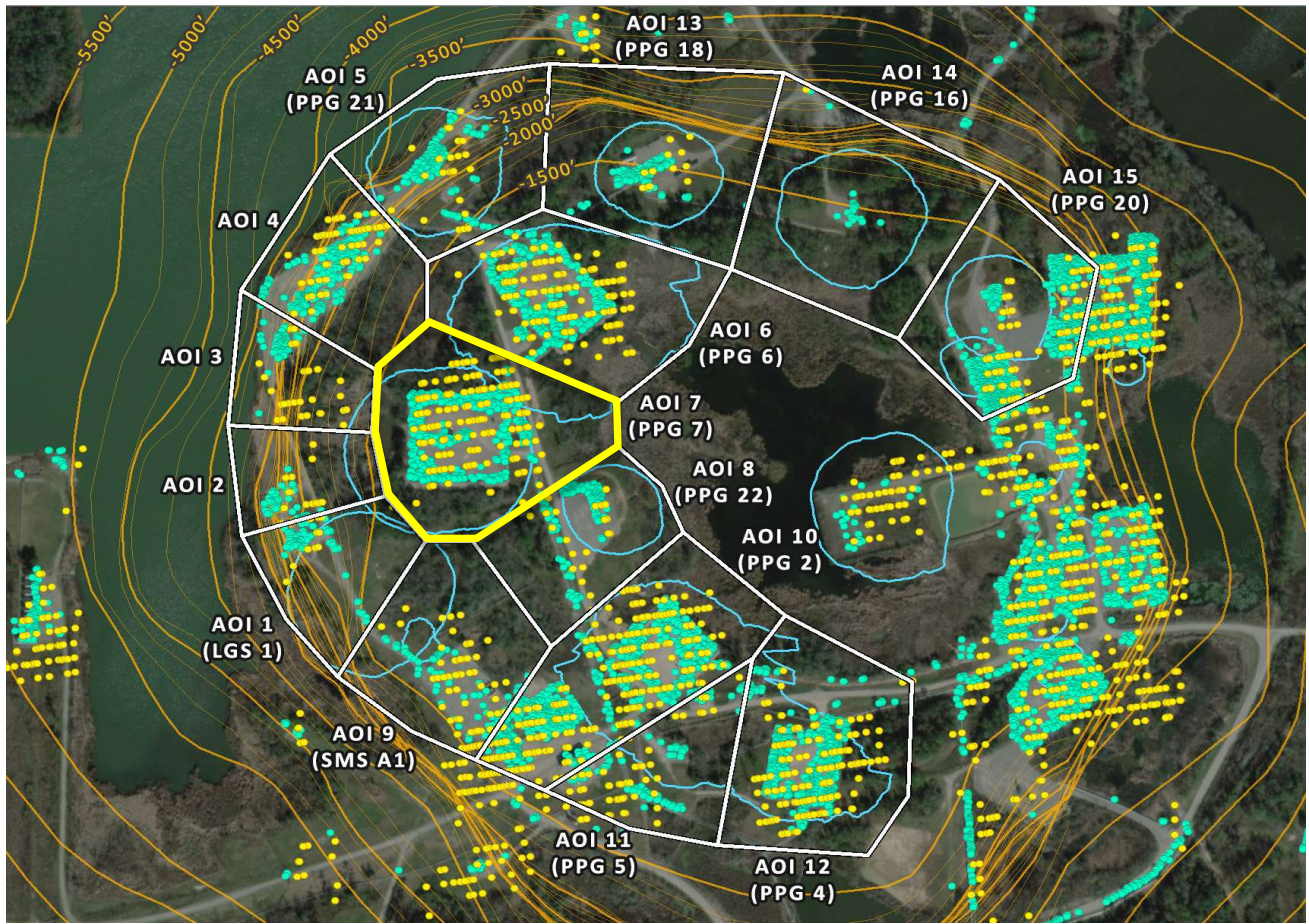 -5500'
-5000'
-4500'
-4000'
-3500'
-3000'
-2500'
-2000'
-1500'
AOI 13
(PPG 18)
AOI 14
(PPG 16)
AOI 5
(PPG 21)
AOI 15
(PPG 20)
AOI 4
AOI 3
AOI 6
(PPG 6)
AOI 7
(PPG 7)
AOI 8
(PPG 22)
AOI 2
AOI 10
(PPG 2)
AOI 1
(LGS 1)
AOI 9
(SMS A1)
AOI 11
(PPG 5)
AOI 12
(PPG 4)